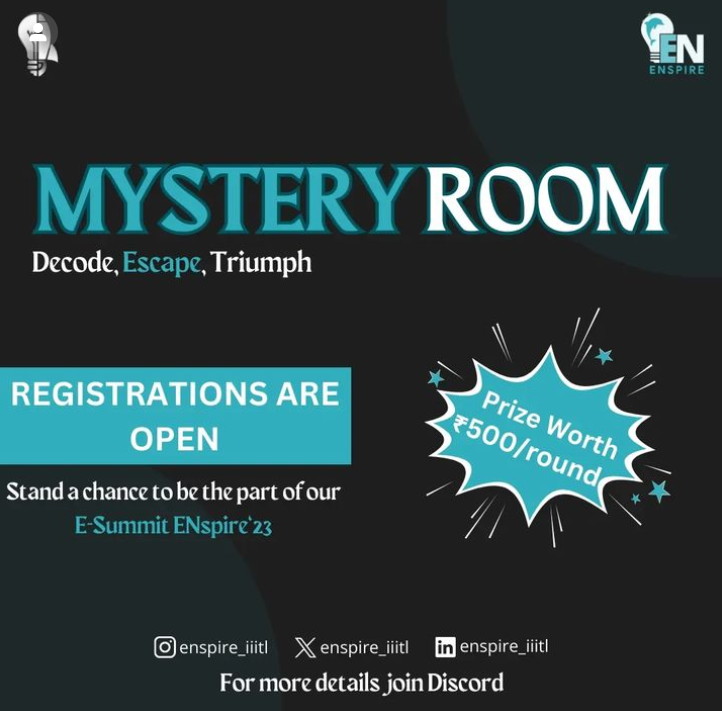 EN
ENSPIRE
MYSTERY ROOM
Decode, Escape, Triumph
REGISTRATIONS ARE
OPEN
Stand a chance to be the part of our
E-Summit ENspire'23
Prize Worth
₹500/round
enspire_iiitl enspire_iiitl in enspire_iiitl
For more details join Discord